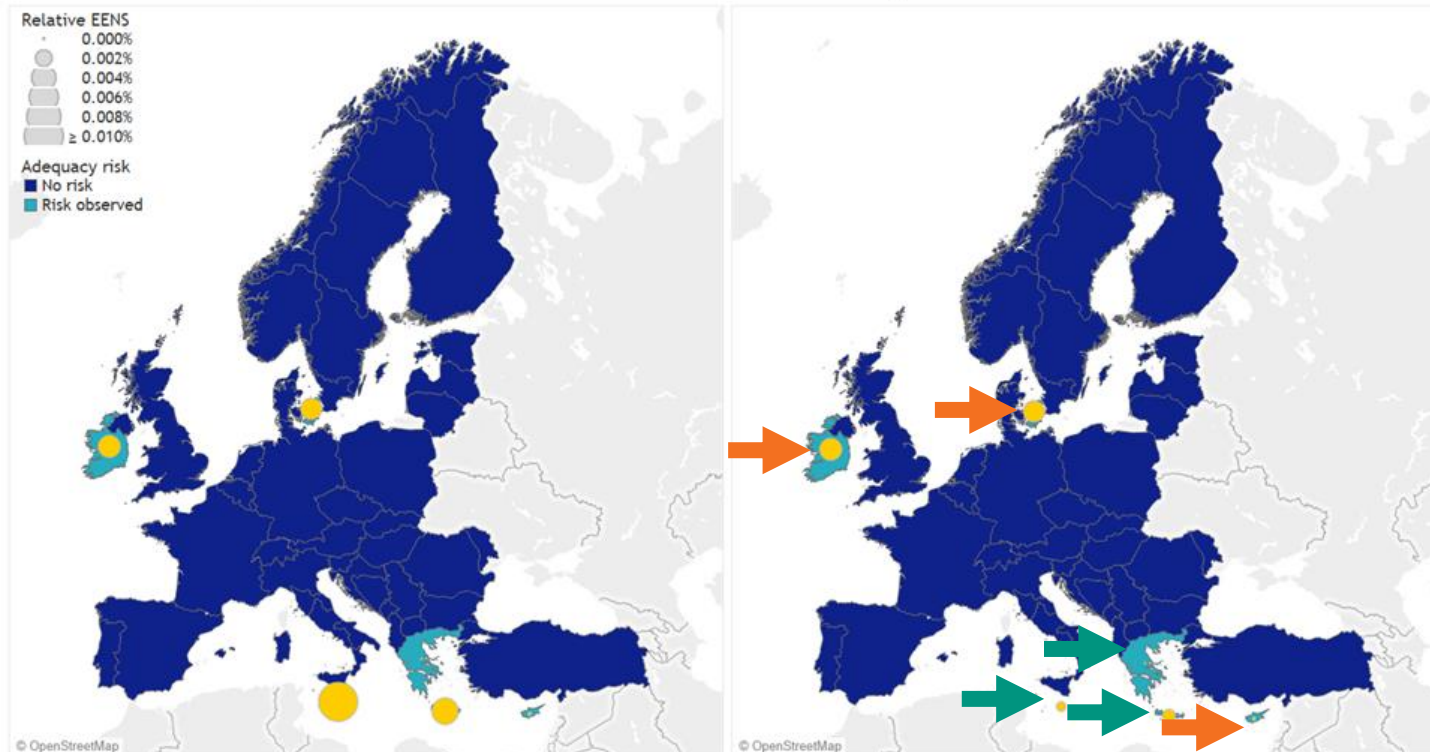 Relative EENS
0.000%
0.002%
0.004%
0.006%
0.008%
≥ 0.010%
Adequacy risk
No risk
Risk observed
© OpenStreetMap
© OpenStreetMap